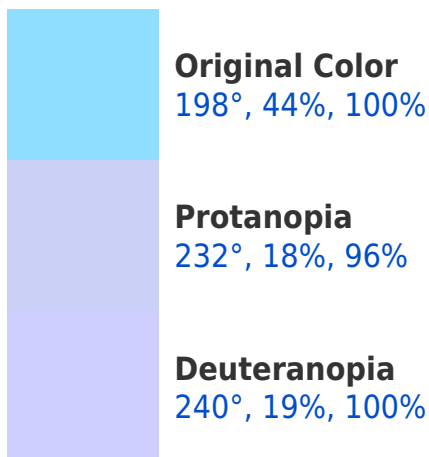 Original Color
198°, 44%, 100%
Protanopia
232°, 18%, 96%
Deuteranopia
240°, 19%, 100%